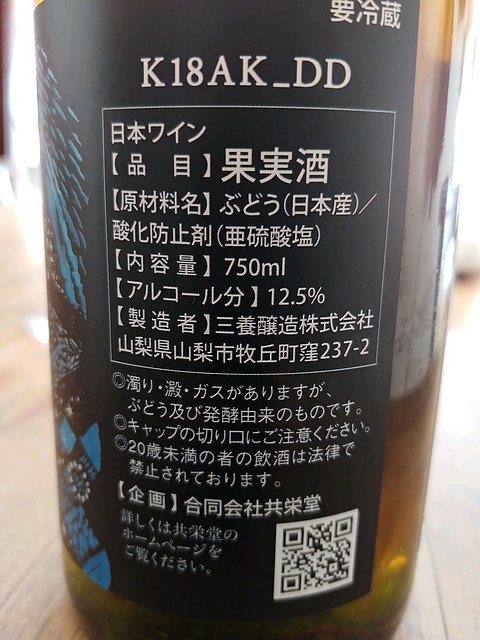 要冷蔵
K18AK_DD
日本ワイン
【品 目】果実酒
【原材料名】ぶどう(日本産)／
酸化防止剤(亜硫酸塩)
【内容量】750ml
【アルコール分】12.5%
【製造者】三養醸造株式会社
山梨県山梨市牧丘町窪237-2
◎濁り・澱・ガスがありますが、
ぶどう及び発酵由来のものです。
◎キャップの切り口にご注意ください。
◎20歳未満の者の飲酒は法律で
禁止されております。
【企画】合同会社共栄堂
詳しくは共栄堂の
ホームページを
ご覧ください。